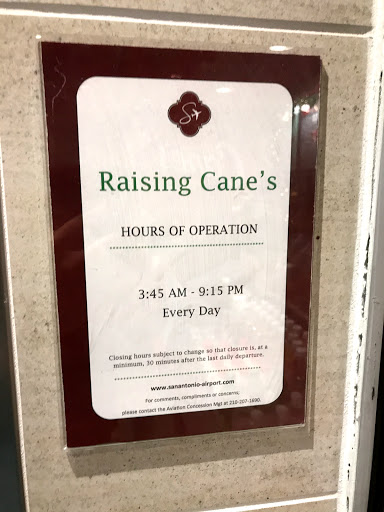 S
Raising Cane's
HOURS OF OPERATION
3:45 AM - 9:15 PM
Every Day
Closing hours subject to change so that closure is, at a
minimum, 30 minutes after the last daily departure.
www.sanantonio-airport.com
For comments, compliments or concerns;
please contact the Aviation Concession Mgt at 210-207-1690.